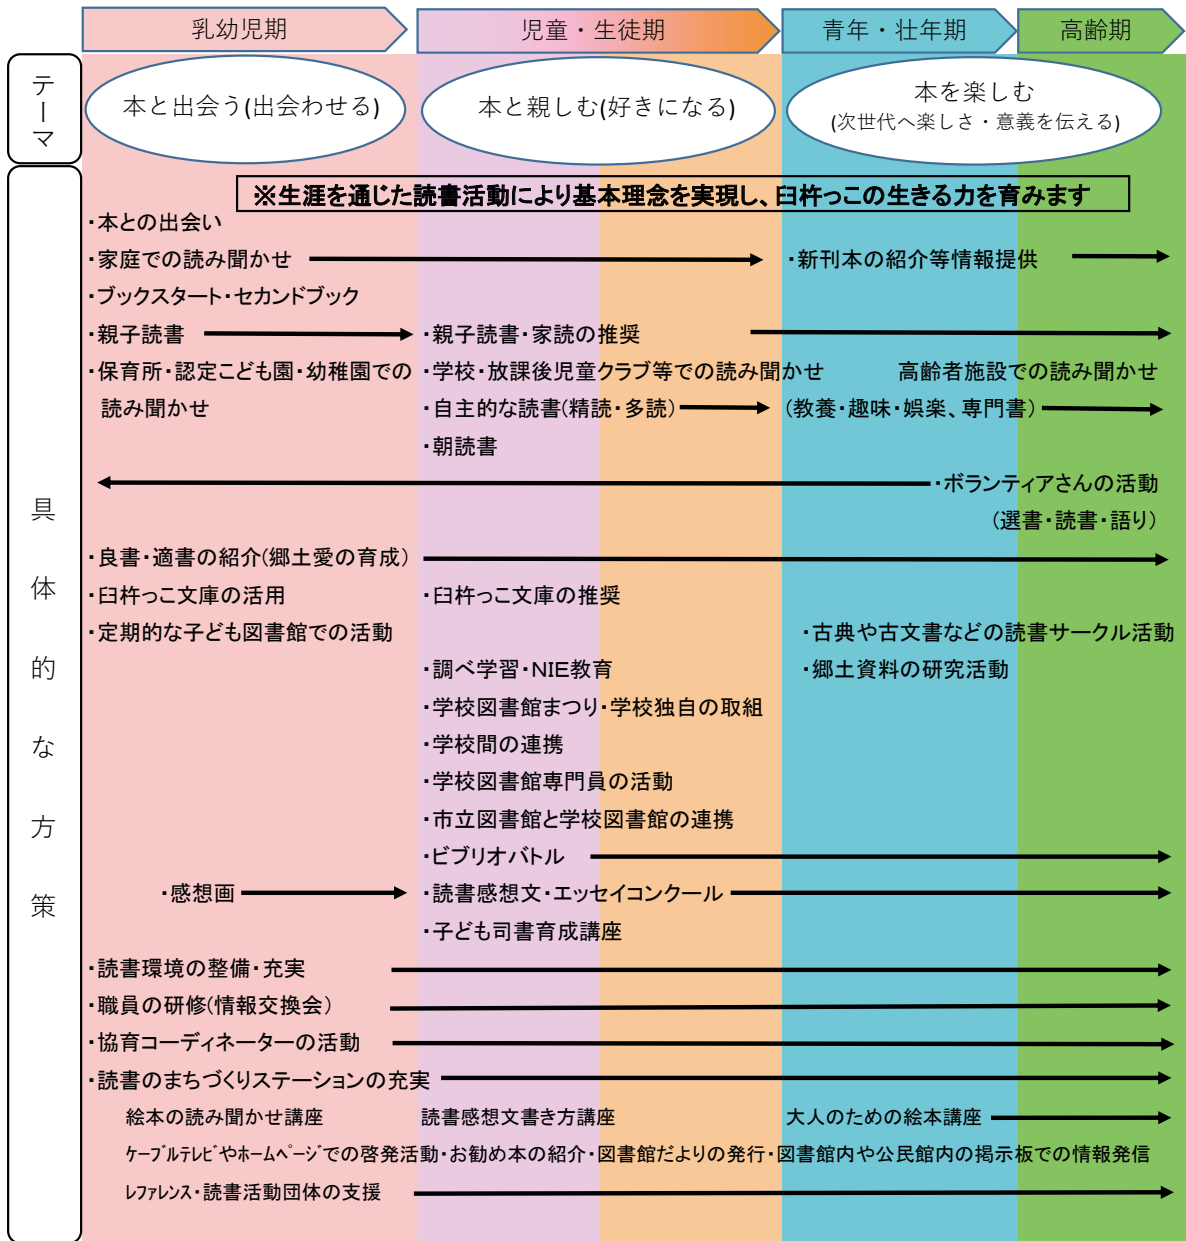 乳幼児期 児童・生徒期 青年・壮年期 高齢期
テーマ
本と出会う(出会わせる) 本と親しむ(好きになる) 本を楽しむ
(次世代へ楽しさ・意義を伝える)
※生涯を通じた読書活動により基本理念を実現し、臼杵っこの生きる力を育みます
具体的な方策
・本との出会い
・家庭での読み聞かせ ・新刊本の紹介等情報提供
・ブックスタート・セカンドブック
・親子読書 ・親子読書・家読の推奨
・保育所・認定こども園・幼稚園での ・学校・放課後児童クラブ等での読み聞かせ 高齢者施設での読み聞かせ
読み聞かせ ・自主的な読書(精読・多読) (教養・趣味・娯楽、専門書)
・朝読書
・ボランティアさんの活動
(選書・読書・語り)
・良書・適書の紹介(郷土愛の育成)
・臼杵っこ文庫の活用 ・臼杵っこ文庫の推奨
・定期的な子ども図書館での活動 ・古典や古文書などの読書サークル活動
・調べ学習・NIE教育 ・郷土資料の研究活動
・学校図書館まつり・学校独自の取組
・学校間の連携
・学校図書館専門員の活動
・市立図書館と学校図書館の連携
・ビブリオバトル
・感想画 ・読書感想文・エッセイコンクール
・子ども司書育成講座
・読書環境の整備・充実
・職員の研修(情報交換会)
・協育コーディネーターの活動
・読書のまちづくりステーションの充実
絵本の読み聞かせ講座 読書感想文書き方講座 大人のための絵本講座
ｹｰﾌﾞﾙﾃﾚﾋﾞやﾎｰﾑﾍﾟｰｼﾞでの啓発活動・お勧め本の紹介・図書館だよりの発行・図書館内や公民館内の掲示板での情報発信
ﾚﾌｧﾚﾝｽ・読書活動団体の支援